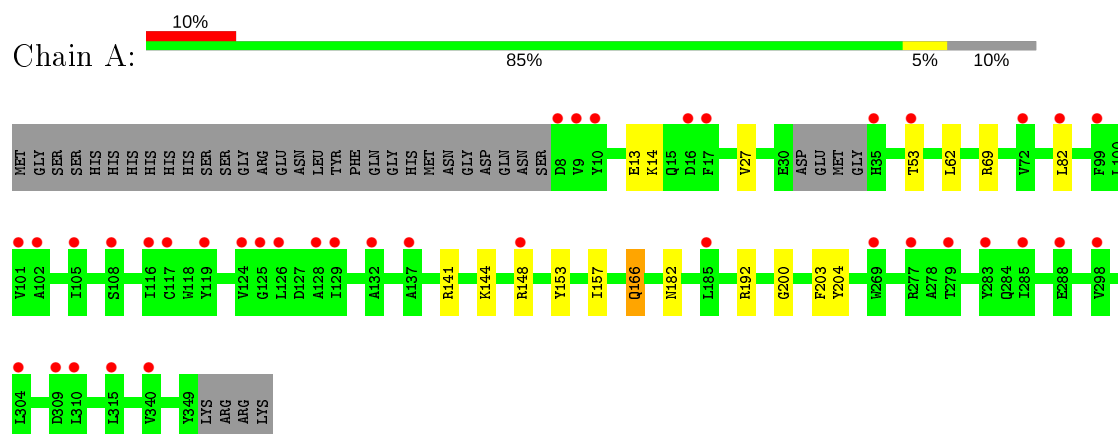 10%
Chain A:
85% 5% 10%
MET GLY SER SER HIS HIS HIS HIS HIS HIS SER SER GLY ARG GLU ASN LEU TYR PHE GLN GLY HIS MET ASN GLY ASP GLN ASN SER D8 V9 Y10 E13 K14 Q15 D16 F17 V27 E30 ASP GLU MET GLY H35 T53 L62 R69 V72 L82 F99 L100
V101 A102 I105 S108 I116 C117 W118 Y119 V124 G125 L126 D127 A128 I129 A132 A137 R141 K144 R148 Y153 I157 Q166 N182 L185 R192 G200 F203 Y204 W269 R277 A278 T279 Y283 Q284 I285 E288 V298
L304 D309 L310 L315 V340 Y349 LYS ARG ARG LYS